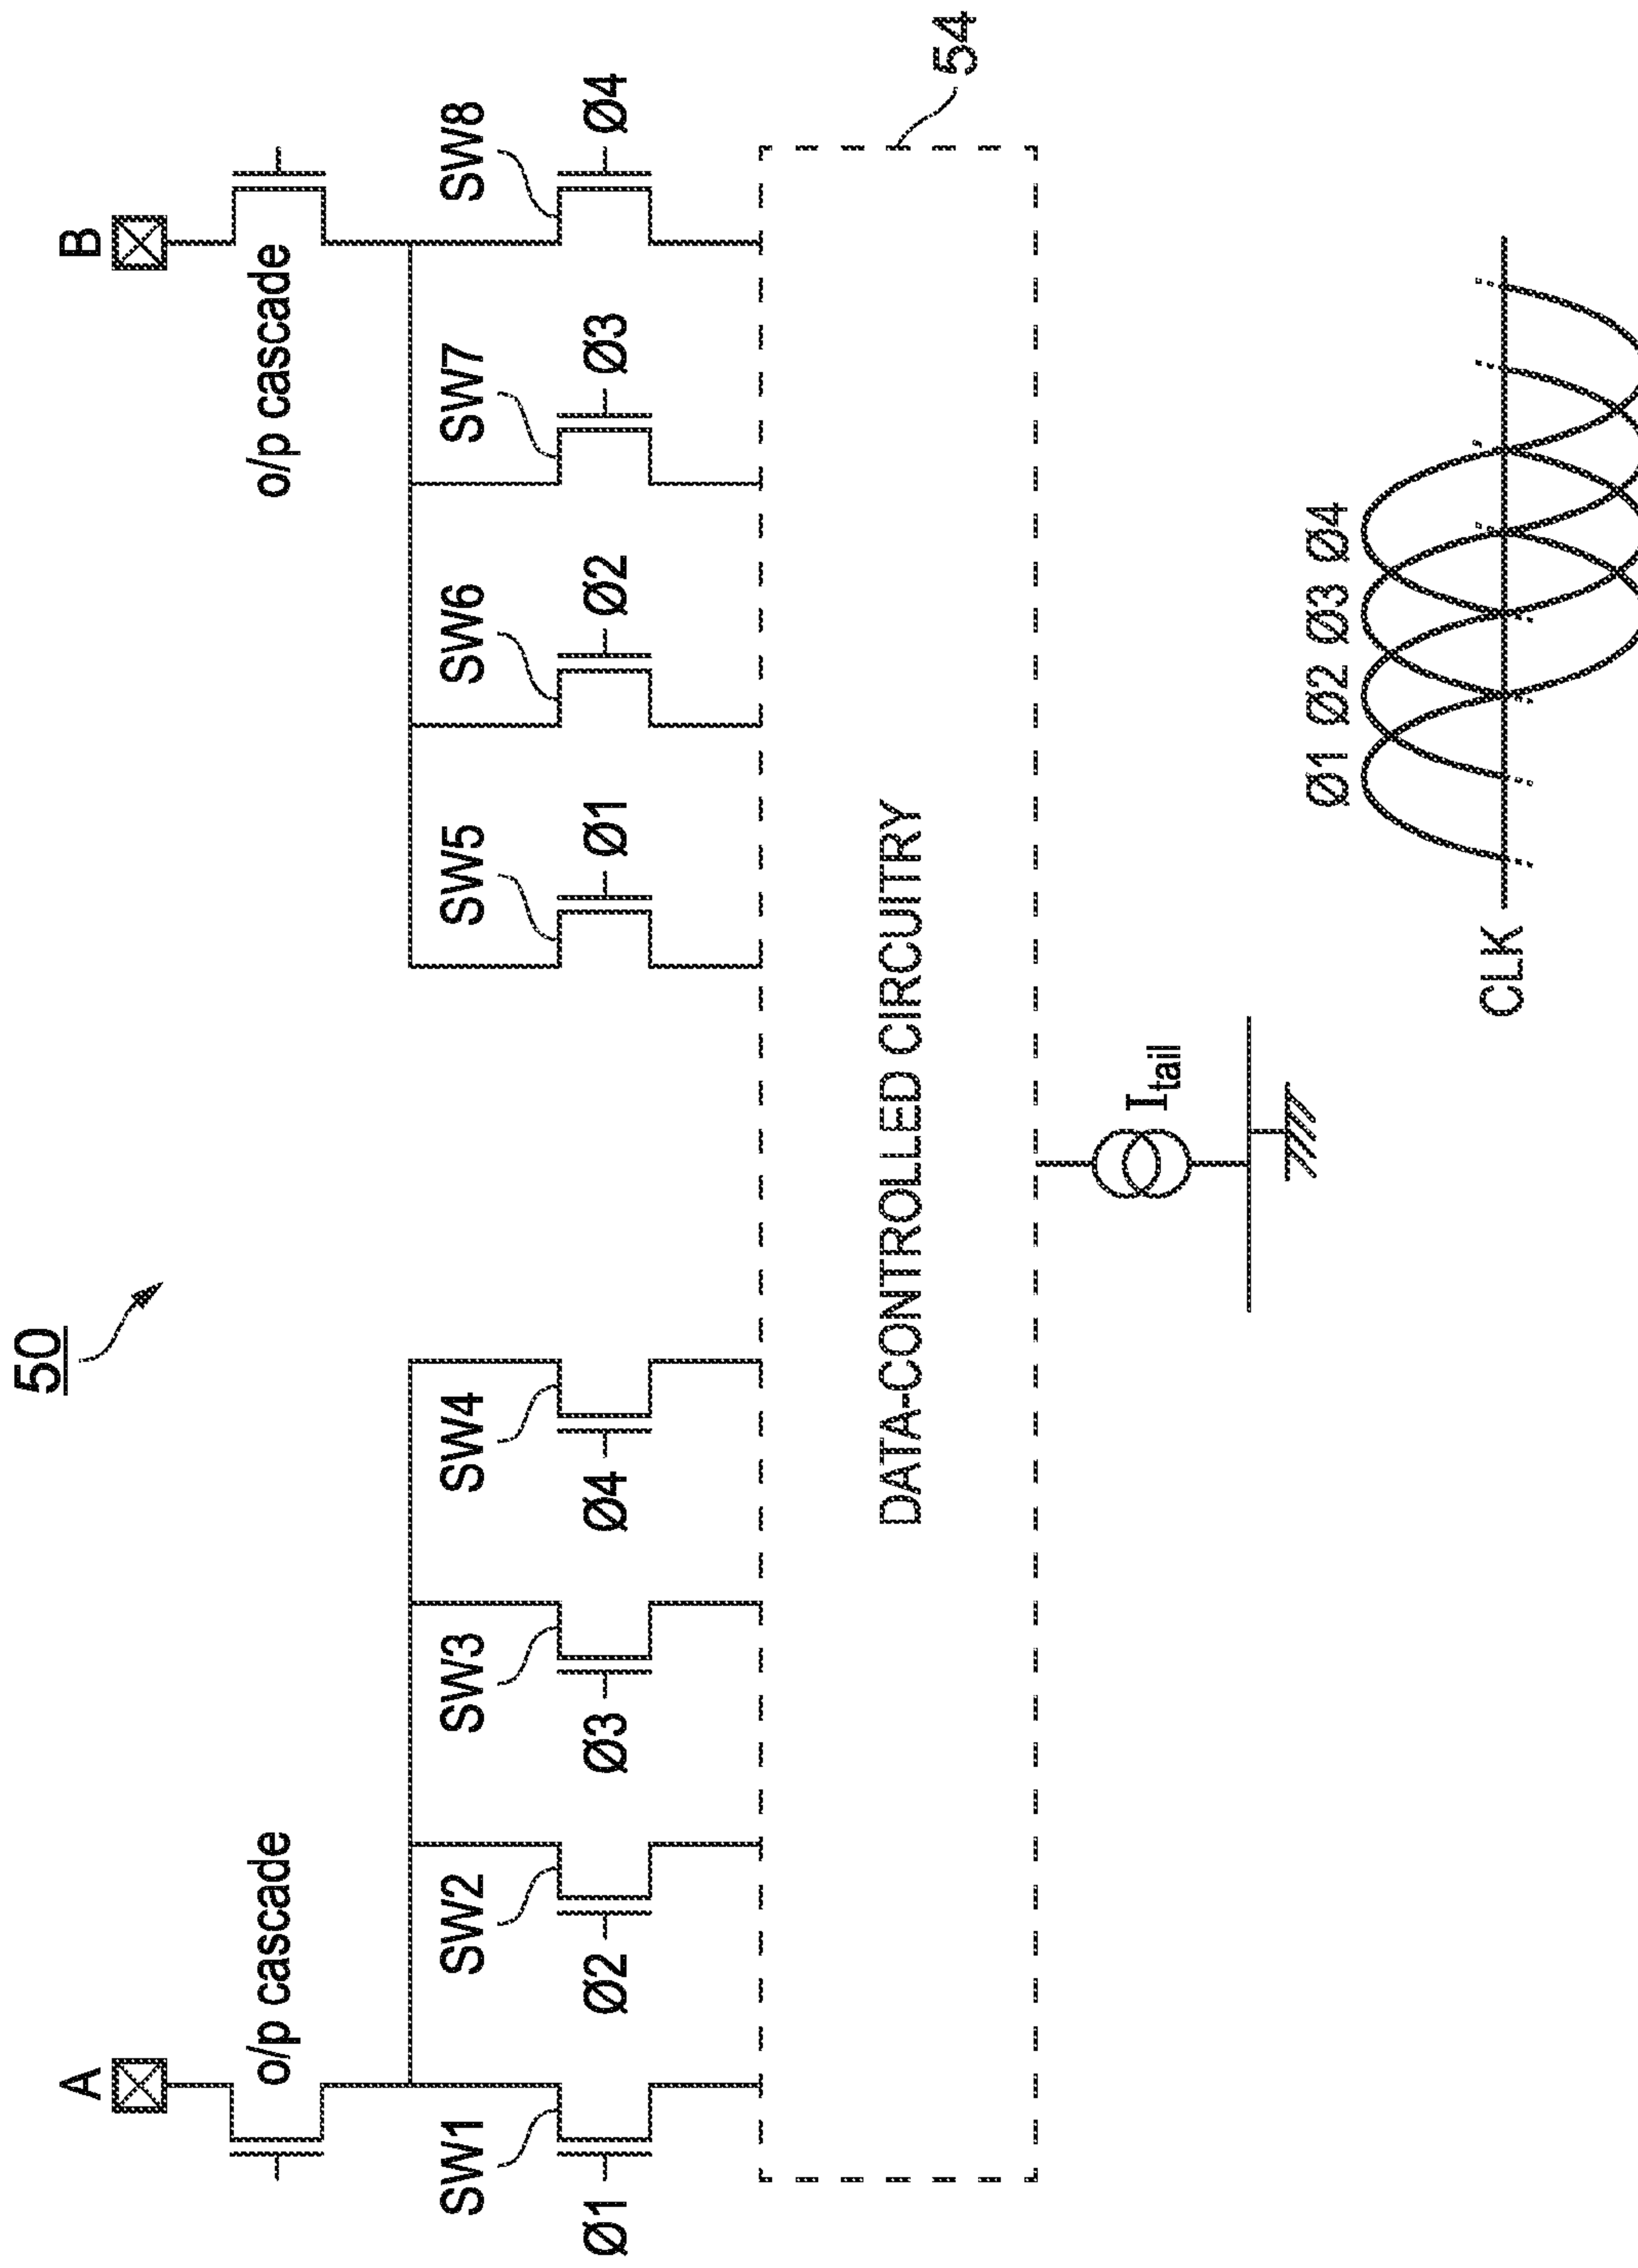 50
A
B
o/p cascade
o/p cascade
SW1
SW2
SW3
SW4
SW5
SW6
SW7
SW8
Ø1
Ø2
Ø3
Ø4
Ø1
Ø2
Ø3
Ø4
DATA-CONTROLLED CIRCUITRY
54
Itail
Ø1 Ø2 Ø3 Ø4
CLK